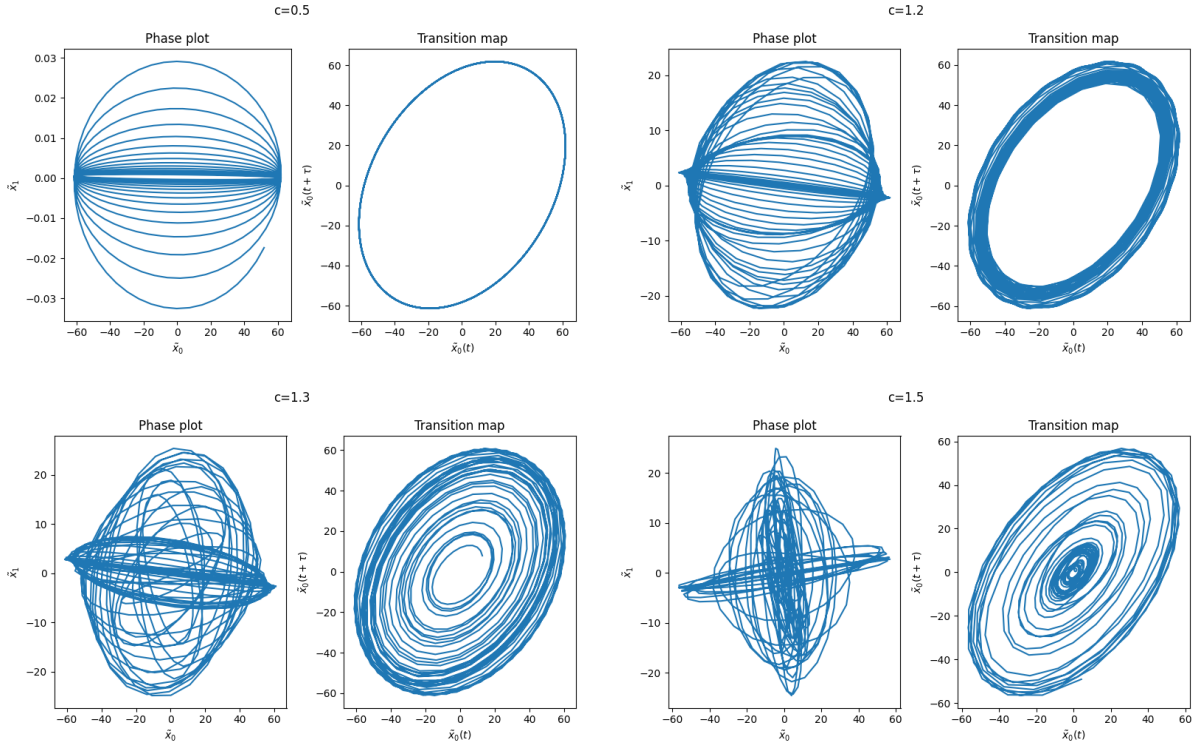 c=0.5
Phase plot
0.03
0.02
0.01
0.00
−0.01
−0.02
−0.03
x̃₁
−60 −40 −20 0 20 40 60
x̃₀
Transition map
60
40
20
0
−20
−40
−60
x̃₀(t + τ)
−60 −40 −20 0 20 40 60
x̃₀(t)
c=1.2
Phase plot
20
10
0
−10
−20
x̃₁
−60 −40 −20 0 20 40 60
x̃₀
Transition map
60
40
20
0
−20
−40
−60
x̃₀(t + τ)
−60 −40 −20 0 20 40 60
x̃₀(t)
c=1.3
Phase plot
20
10
0
−10
−20
x̃₁
−60 −40 −20 0 20 40 60
x̃₀
Transition map
60
40
20
0
−20
−40
−60
x̃₀(t + τ)
−60 −40 −20 0 20 40 60
x̃₀(t)
c=1.5
Phase plot
20
10
0
−10
−20
x̃₁
−60 −40 −20 0 20 40 60
x̃₀
Transition map
60
40
20
0
−20
−40
−60
x̃₀(t + τ)
−60 −40 −20 0 20 40 60
x̃₀(t)